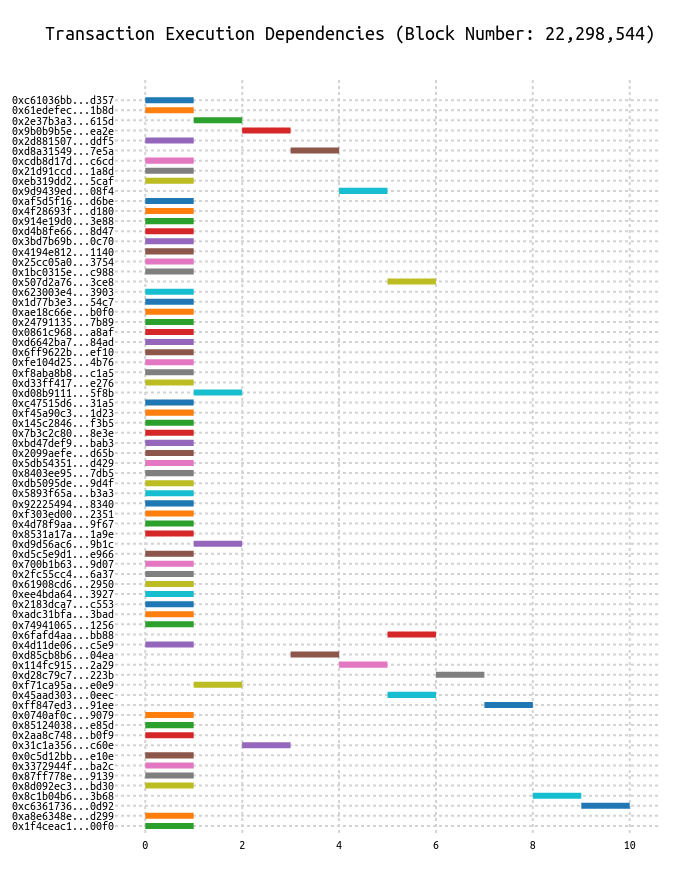 Transaction Execution Dependencies (Block Number: 22,298,544)
0xc61036bb...d357
0x61edefec...1b8d
0x2e37b3a3...615d
0x9b0b9b5e...ea2e
0x2d881507...ddf5
0xd8a31549...7e5a
0xcdb8d17d...c6cd
0x21d91ccd...1a8d
0xeb319dd2...5caf
0x9d9439ed...08f4
0xaf5d5f16...d6be
0x4f28693f...d180
0x914e19d0...3e88
0xd4b8fe66...8d47
0x3bd7b69b...0c70
0x4194e812...1140
0x25cc05a0...3754
0x1bc0315e...c988
0x507d2a76...3ce8
0x623003e4...3903
0x1d77b3e3...54c7
0xae18c66e...b0f0
0x24791135...7b89
0x0861c968...a8af
0xd6642ba7...84ad
0x6ff9622b...ef10
0xfe104d25...4b76
0xf8aba8b8...c1a5
0xd33ff417...e276
0xd08b9111...5f8b
0xc47515d6...31a5
0xf45a90c3...1d23
0x145c2846...f3b5
0x7b3c2c80...8e3e
0xbd47def9...bab3
0x2099aefe...d65b
0x5db54351...d429
0x8403ee95...7db5
0xdb5095de...9d4f
0x5893f65a...b3a3
0x92225494...8340
0xf303ed00...2351
0x4d78f9aa...9f67
0x8531a17a...1a9e
0xd9d56ac6...9b1c
0xd5c5e9d1...e966
0x700b1b63...9d07
0x2fc55cc4...6a37
0x61908cd6...2950
0xee4bda64...3927
0x2183dca7...c553
0xadc31bfa...3bad
0x74941065...1256
0x6fafd4aa...bb88
0x4d11de06...c5e9
0xd85cb8b6...04ea
0x114fc915...2a29
0xd28c79c7...223b
0xf71ca95a...e0e9
0x45aad303...0eec
0xff847ed3...91ee
0x0740af0c...9079
0x85124038...e85d
0x2aa8c748...b0f9
0x31c1a356...c60e
0x0c5d12bb...e10e
0x3372944f...ba2c
0x87ff778e...9139
0x8d092ec3...bd30
0x8c1b04b6...3b68
0xc6361736...0d92
0xa8e6348e...d299
0x1f4ceac1...00f0
0 2 4 6 8 10